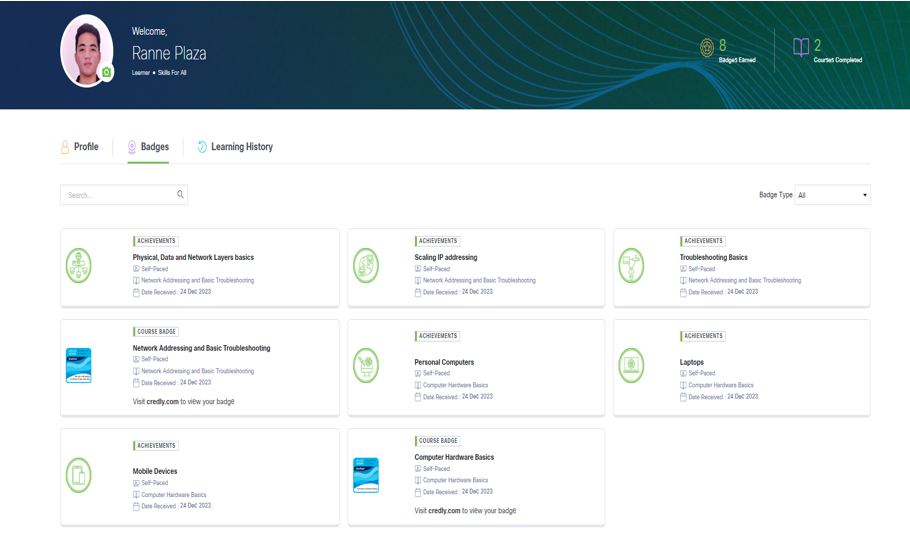 Welcome,
Ranne Plaza
Learner • Skills For All
8
Badges Earned
2
Courses Completed
Profile
Badges
Learning History
Search...
Badge Type
All
ACHIEVEMENTS
Physical, Data and Network Layers basics
Self-Paced
Network Addressing and Basic Troubleshooting
Date Received : 24 Dec 2023
ACHIEVEMENTS
Scaling IP addressing
Self-Paced
Network Addressing and Basic Troubleshooting
Date Received : 24 Dec 2023
ACHIEVEMENTS
Troubleshooting Basics
Self-Paced
Network Addressing and Basic Troubleshooting
Date Received : 24 Dec 2023
COURSE BADGE
Network Addressing and Basic Troubleshooting
Self-Paced
Network Addressing and Basic Troubleshooting
Date Received : 24 Dec 2023
Visit credly.com to view your badge
ACHIEVEMENTS
Personal Computers
Self-Paced
Computer Hardware Basics
Date Received : 24 Dec 2023
ACHIEVEMENTS
Laptops
Self-Paced
Computer Hardware Basics
Date Received : 24 Dec 2023
ACHIEVEMENTS
Mobile Devices
Self-Paced
Computer Hardware Basics
Date Received : 24 Dec 2023
COURSE BADGE
Computer Hardware Basics
Self-Paced
Computer Hardware Basics
Date Received : 24 Dec 2023
Visit credly.com to view your badge